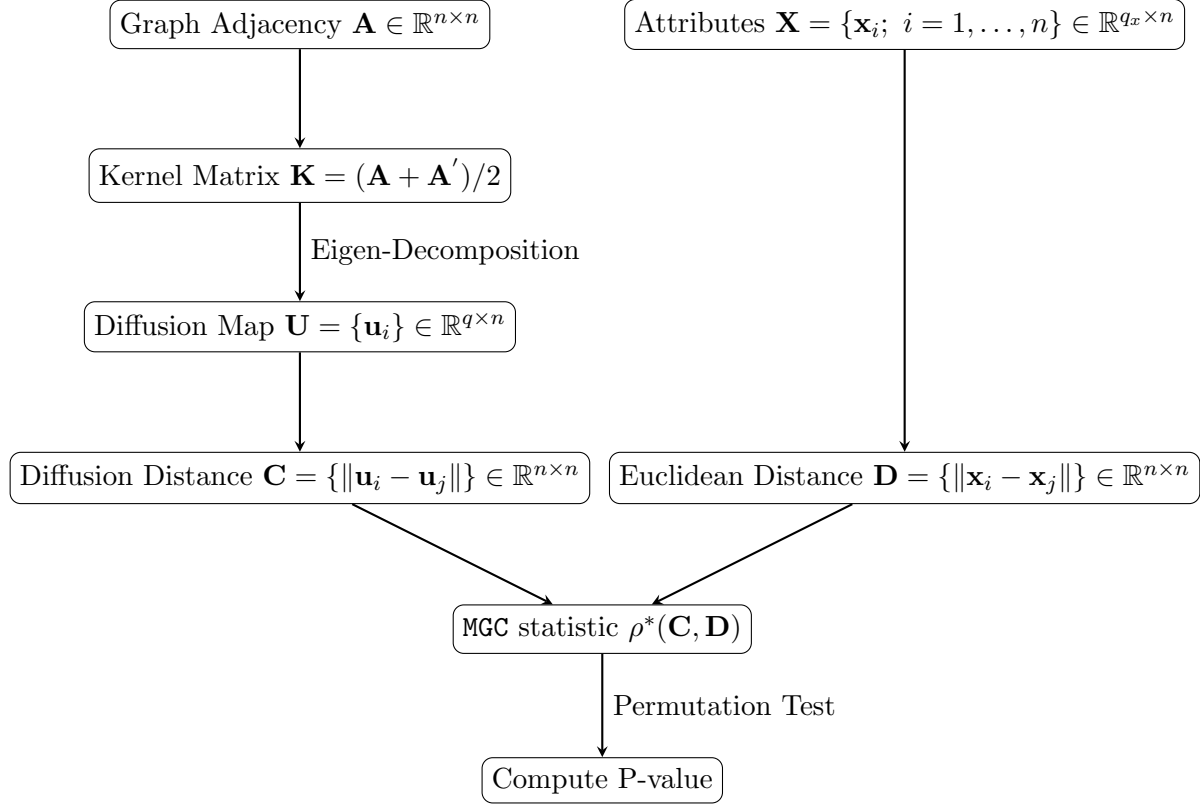 Graph Adjacency A ∈ ℝ^{n×n}
Attributes X = {x_i; i = 1, . . . , n} ∈ ℝ^{q_x×n}
Kernel Matrix K = (A + A^′)/2
Eigen-Decomposition
Diffusion Map U = {u_i} ∈ ℝ^{q×n}
Diffusion Distance C = {‖u_i − u_j‖} ∈ ℝ^{n×n}
Euclidean Distance D = {‖x_i − x_j‖} ∈ ℝ^{n×n}
MGC statistic ρ^*(C, D)
Permutation Test
Compute P-value